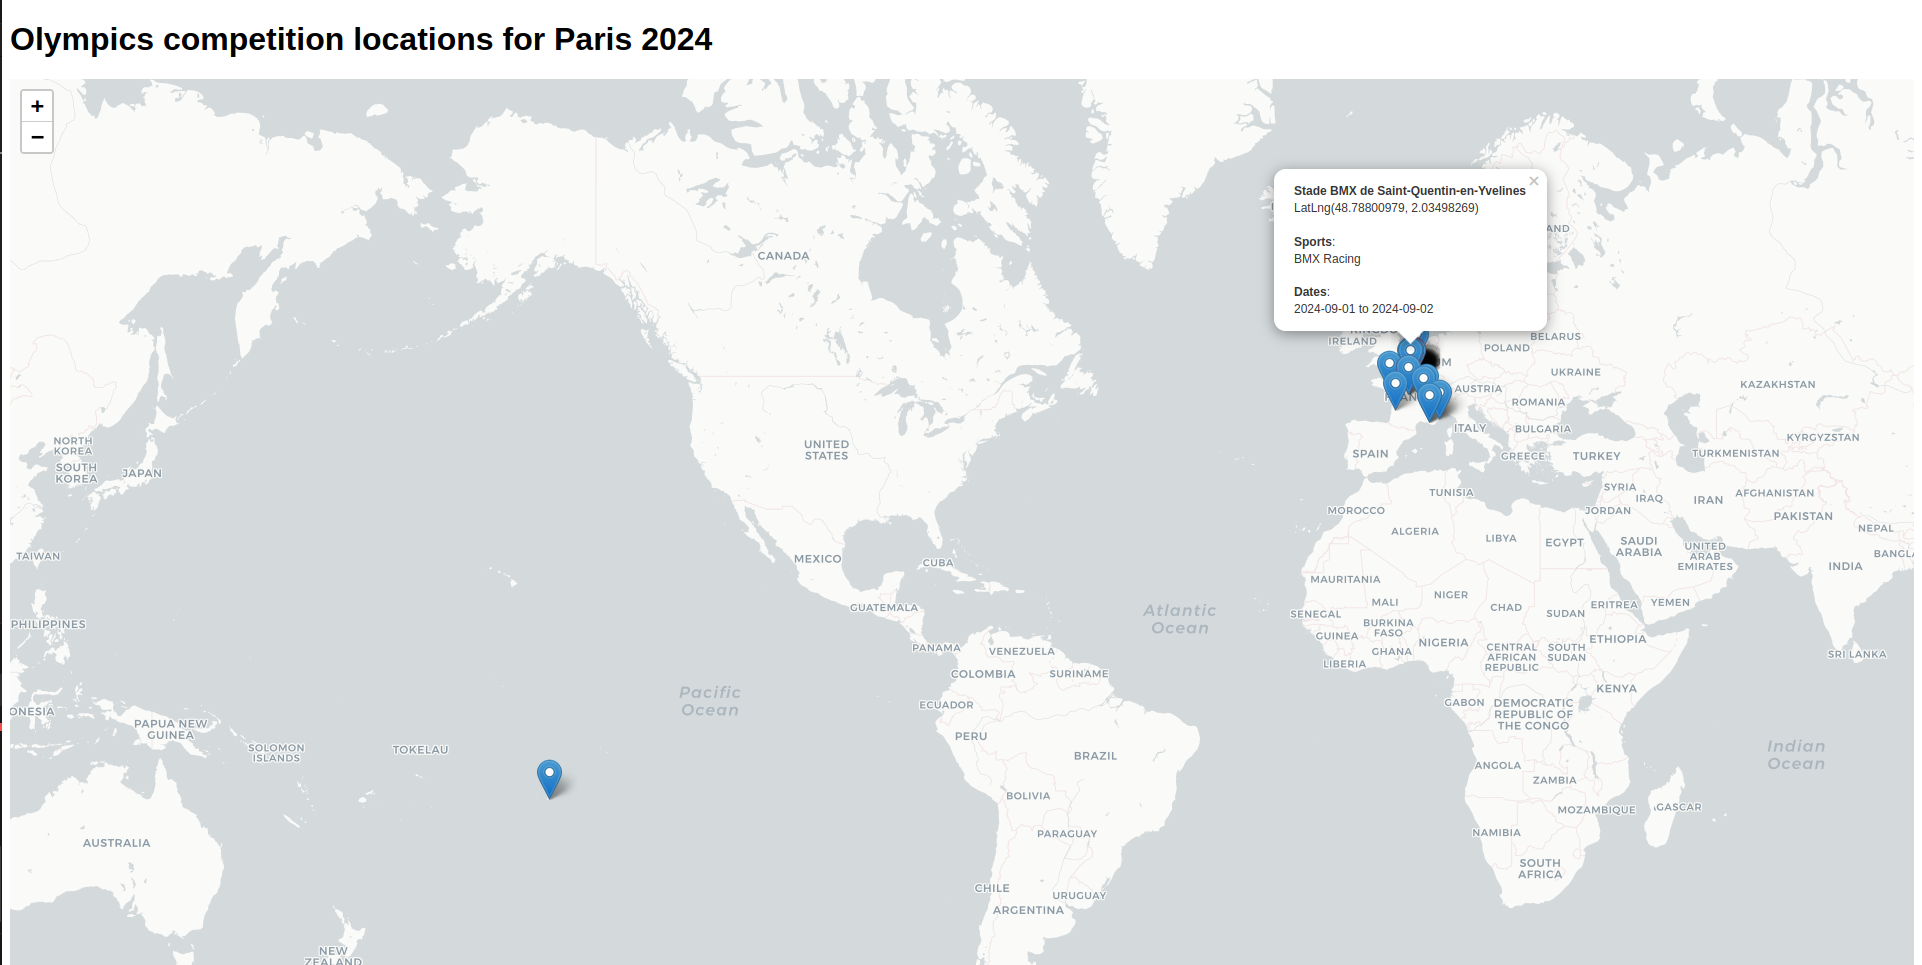 Olympics competition locations for Paris 2024
+
−
Stade BMX de Saint-Quentin-en-Yvelines
×
LatLng(48.78800979, 2.03498269)
Sports:
BMX Racing
Dates:
2024-09-01 to 2024-09-02
CANADA
AND
IRELAND
BELARUS
POLAND
M
UKRAINE
KAZAKHSTAN
AUSTRIA
AN
ROMANIA
NORTH
KOREA
SOUTH
KOREA
JAPAN
UNITED
STATES
ITALY
BULGARIA
KYRGYZSTAN
SPAIN
GREECE
TURKEY
TURKMENISTAN
TUNISIA
SYRIA
IRAQ
IRAN
AFGHANISTAN
MOROCCO
JORDAN
PAKISTAN
ALGERIA
LIBYA
EGYPT
SAUDI
ARABIA
NEPAL
TAIWAN
MEXICO
CUBA
UNITED
ARAB
EMIRATES
BANGLA
INDIA
MAURITANIA
GUATEMALA
Atlantic
Ocean
SENEGAL
MALI
NIGER
CHAD
SUDAN
ERITREA
YEMEN
PHILIPPINES
GUINEA
BURKINA
FASO
NIGERIA
ETHIOPIA
PANAMA
VENEZUELA
GHANA
CENTRAL
AFRICAN
REPUBLIC
SOUTH
SUDAN
SRI LANKA
LIBERIA
COLOMBIA
SURINAME
Pacific
Ocean
KENYA
ONESIA
ECUADOR
GABON
DEMOCRATIC
REPUBLIC OF
THE CONGO
PAPUA NEW
GUINEA
PERU
SOLOMON
ISLANDS
TOKELAU
BRAZIL
Indian
Ocean
ANGOLA
ZAMBIA
BOLIVIA
MOZAMBIQUE
GASCAR
PARAGUAY
NAMIBIA
AUSTRALIA
SOUTH
AFRICA
CHILE
URUGUAY
ARGENTINA
NEW
ZEALAND